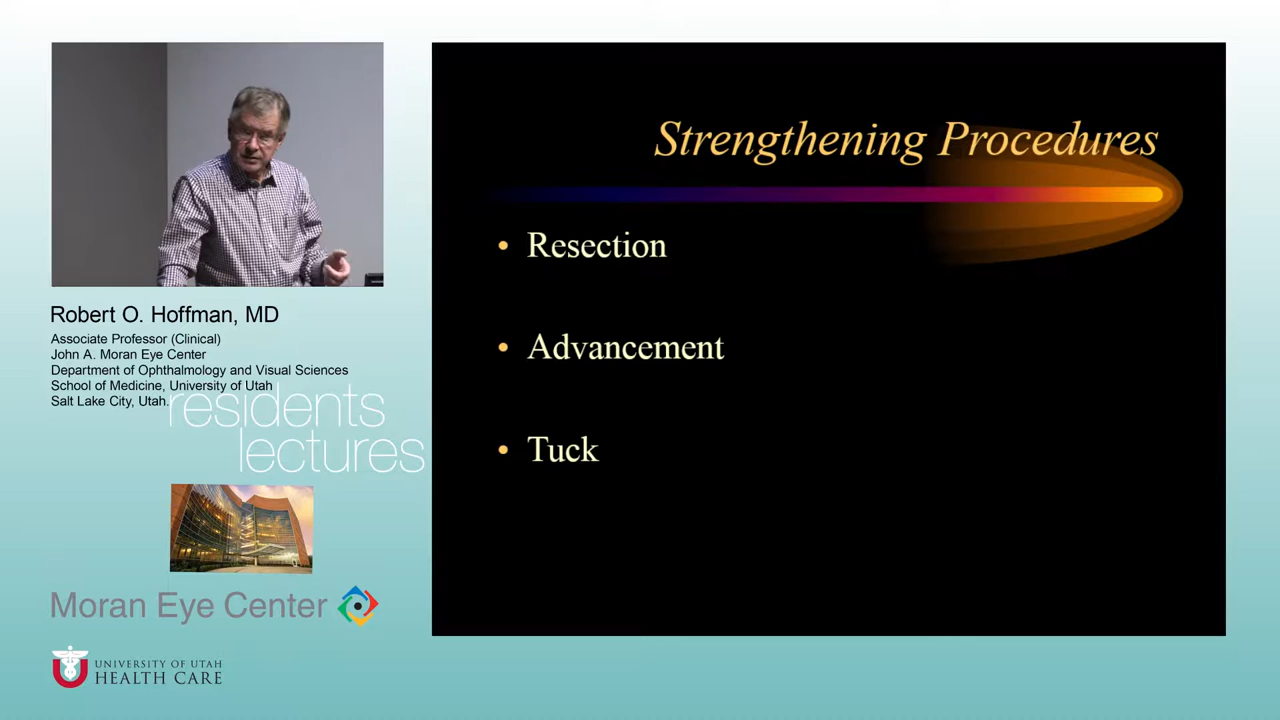 Robert O. Hoffman, MD
Associate Professor (Clinical)
John A. Moran Eye Center
Department of Ophthalmology and Visual Sciences
School of Medicine, University of Utah
Salt Lake City, Utah.
residents
lectures
Moran Eye Center
UNIVERSITY OF UTAH
HEALTH CARE
Strengthening Procedures
• Resection
• Advancement
• Tuck